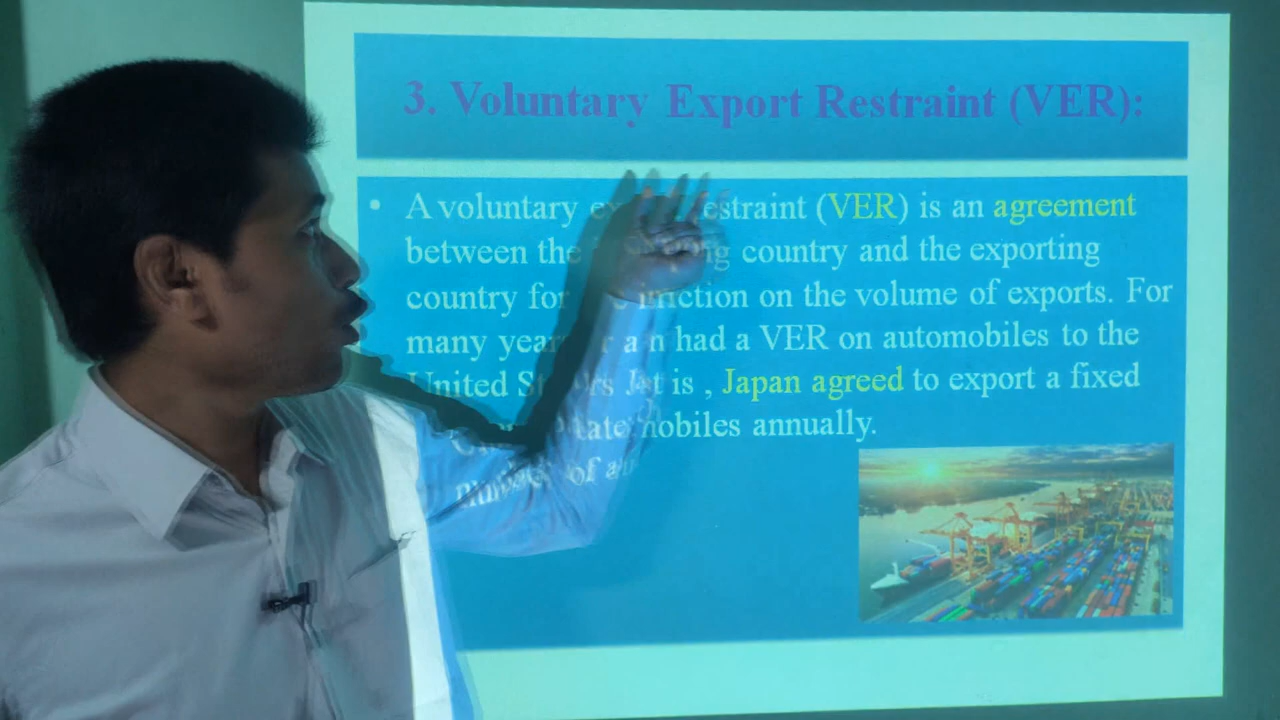 3. Voluntary Export Restraint (VER):
• A voluntary restraint (VER) is an agreement
between the country and the exporting
country for on the volume of exports. For
many had a VER on automobiles to the
United is , Japan agreed to export a fixed
annually.